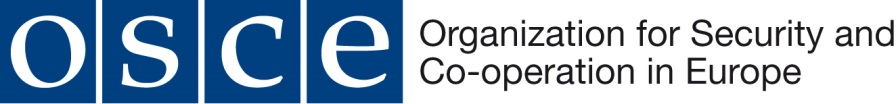 osce Organization for Security and
Co-operation in Europe